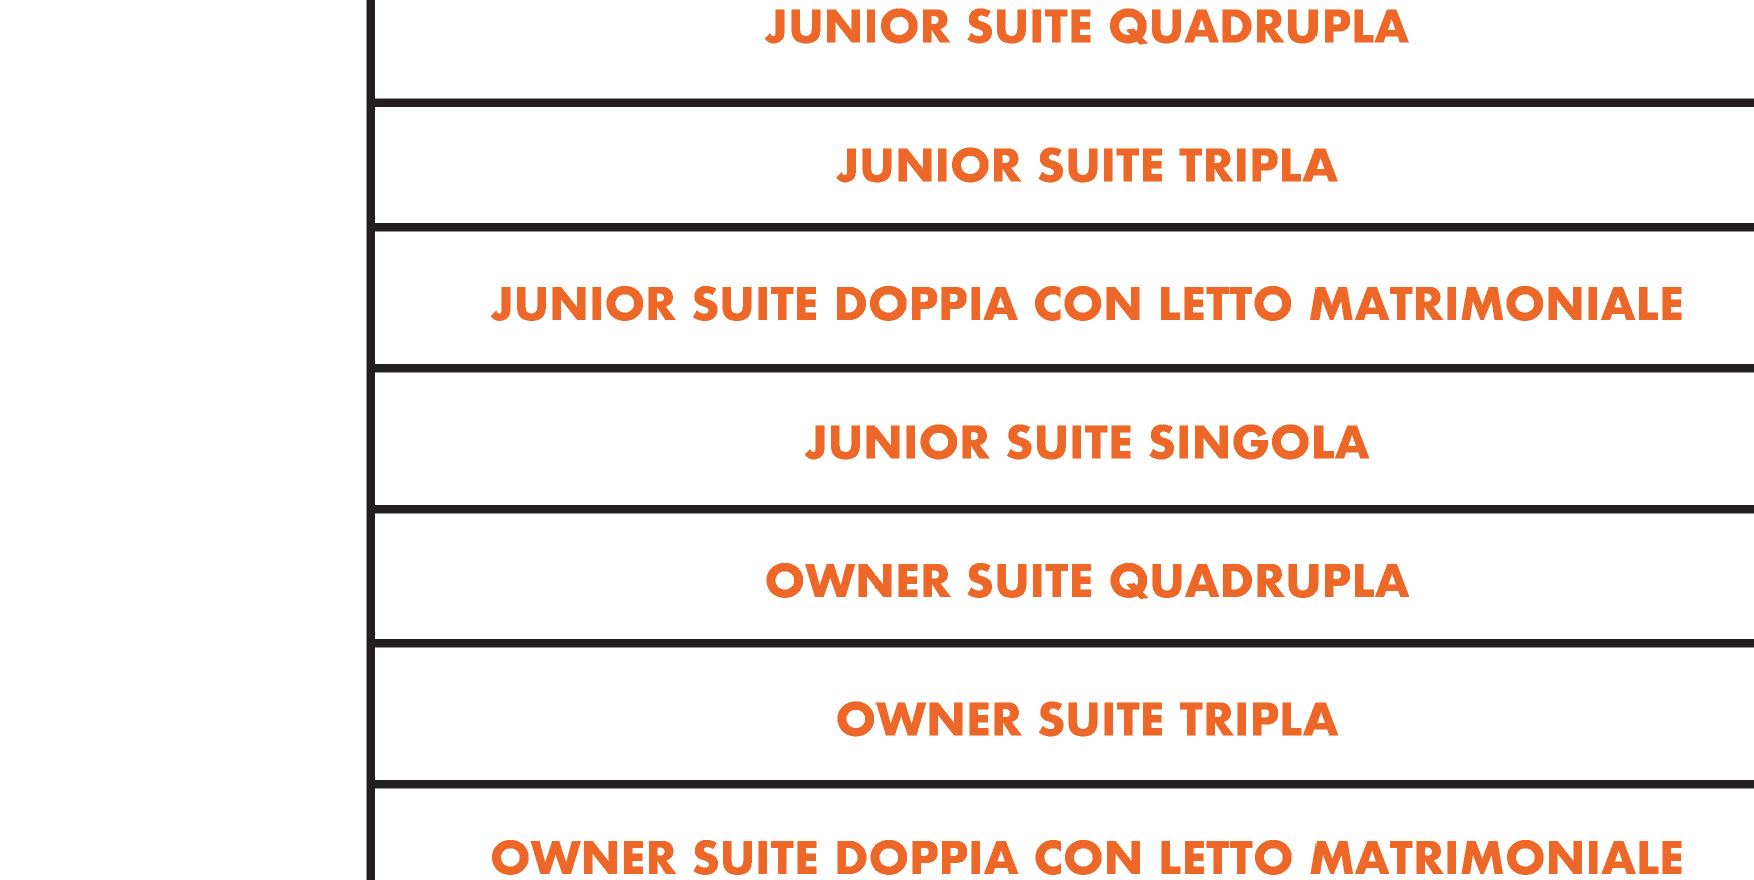 JUNIOR SUITE QUADRUPLA
JUNIOR SUITE TRIPLA
JUNIOR SUITE DOPPIA CON LETTO MATRIMONIALE
JUNIOR SUITE SINGOLA
OWNER SUITE QUADRUPLA
OWNER SUITE TRIPLA
OWNER SUITE DOPPIA CON LETTO MATRIMONIALE